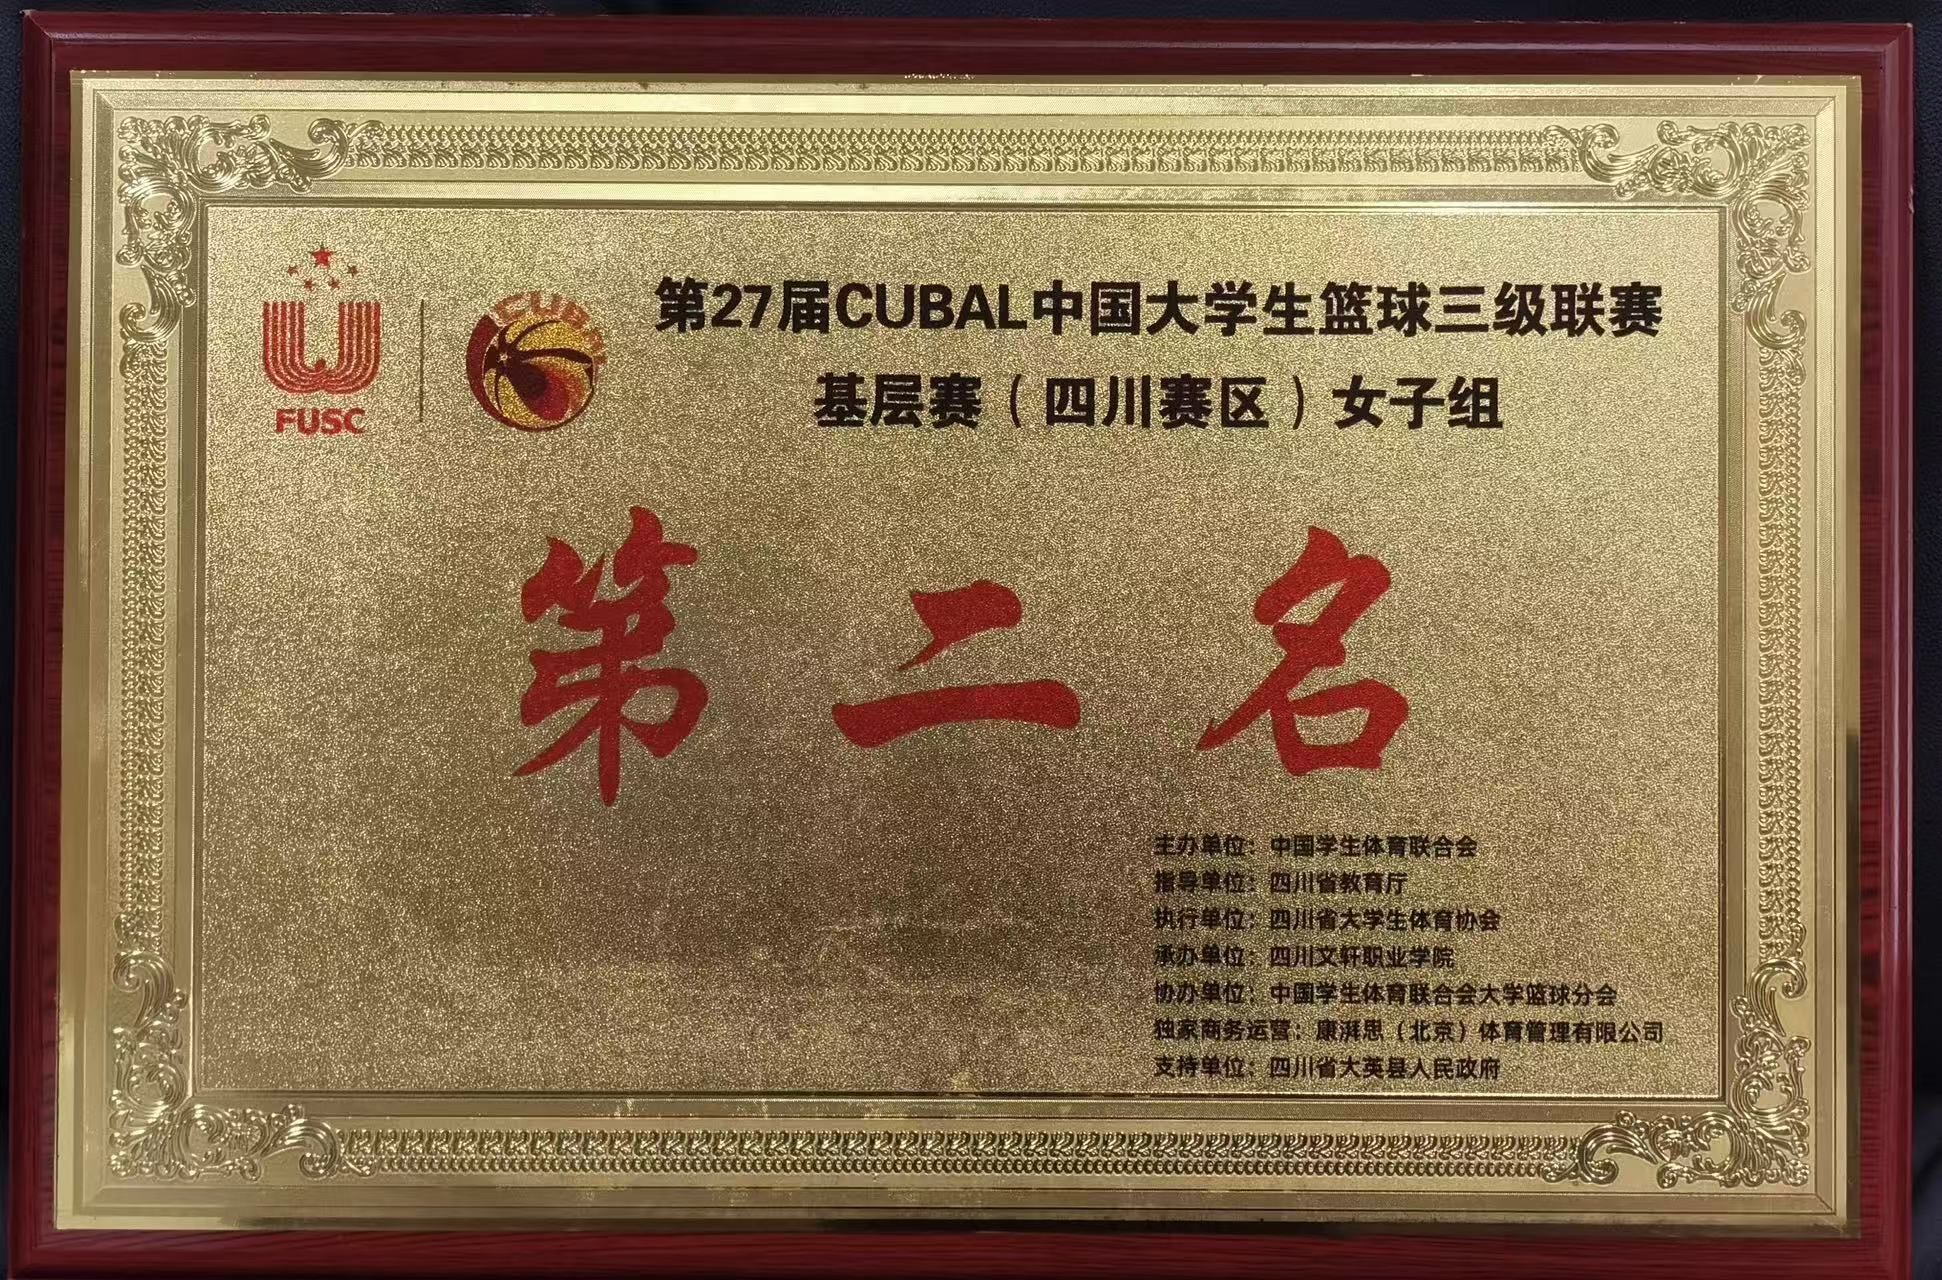 FUSC
CUBAL
第27届CUBAL中国大学生篮球三级联赛
基层赛（四川赛区）女子组
第二名
主办单位：中国学生体育联合会
指导单位：四川省教育厅
执行单位：四川省大学生体育协会
承办单位：四川文轩职业学院
协办单位：中国学生体育联合会大学篮球分会
独家商务运营：康湃思（北京）体育管理有限公司
支持单位：四川省大英县人民政府